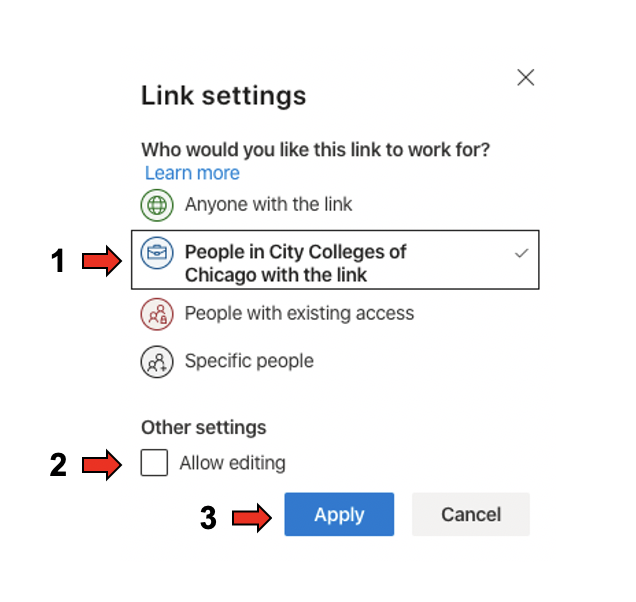 Link settings
Who would you like this link to work for?
Learn more
Anyone with the link
1
People in City Colleges of
Chicago with the link
People with existing access
Specific people
Other settings
2
Allow editing
3
Apply
Cancel